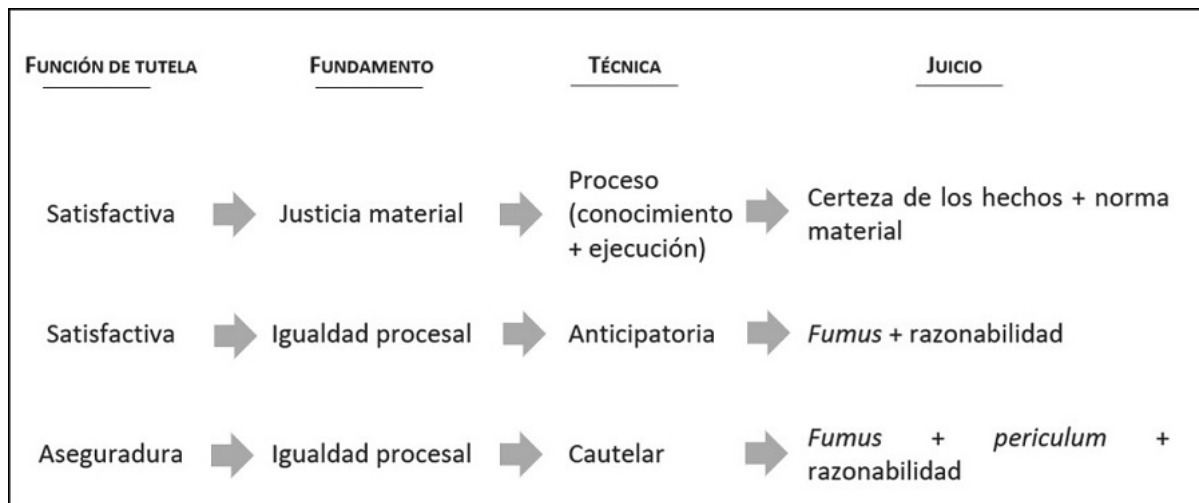 FUNCIÓN DE TUTELA FUNDAMENTO TÉCNICA JUICIO
Satisfactiva Justicia material Proceso (conocimiento + ejecución) Certeza de los hechos + norma material
Satisfactiva Igualdad procesal Anticipatoria Fumus + razonabilidad
Aseguradura Igualdad procesal Cautelar Fumus + periculum + razonabilidad